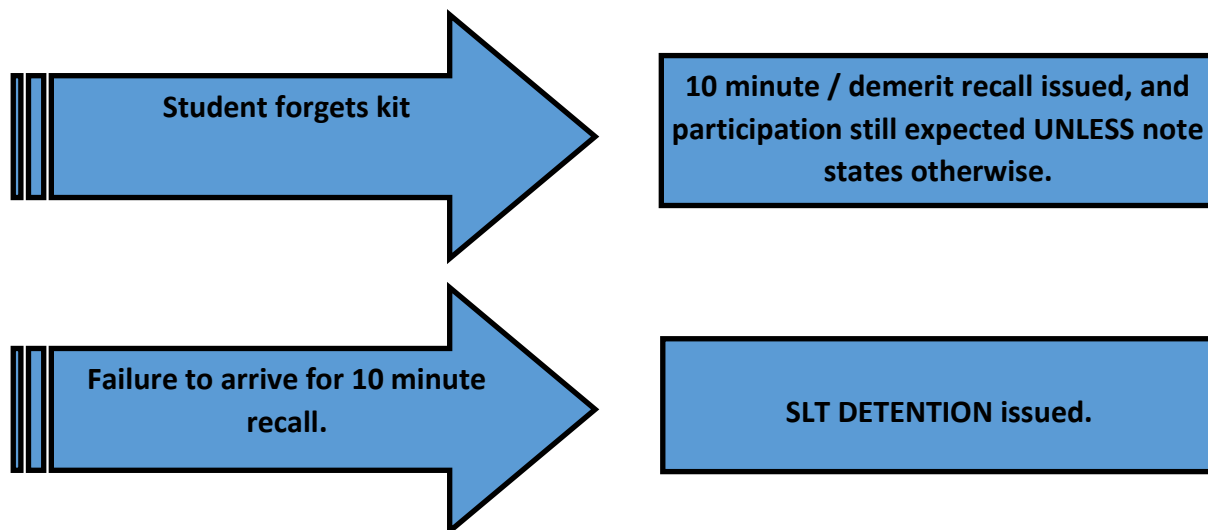 Student forgets kit
10 minute / demerit recall issued, and
participation still expected UNLESS note
states otherwise.
Failure to arrive for 10 minute
recall.
SLT DETENTION issued.